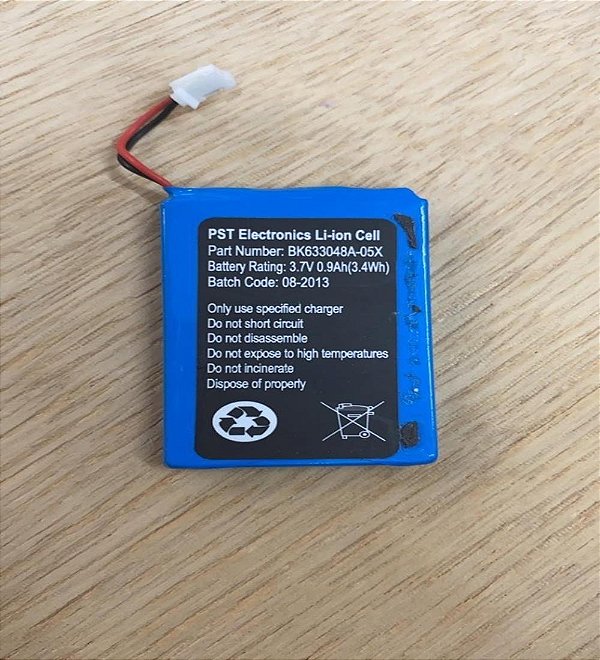 PST Electronics Li-ion Cell
Part Number: BK633048A-05X
Battery Rating: 3.7V 0.9Ah(3.4Wh)
Batch Code: 08-2013
Only use specified charger
Do not short circuit
Do not disassemble
Do not expose to high temperatures
Do not incinerate
Dispose of properly